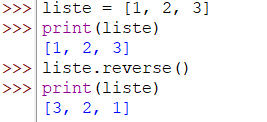 >>> liste = [1, 2, 3]
>>> print(liste)
[1, 2, 3]
>>> liste.reverse()
>>> print(liste)
[3, 2, 1]